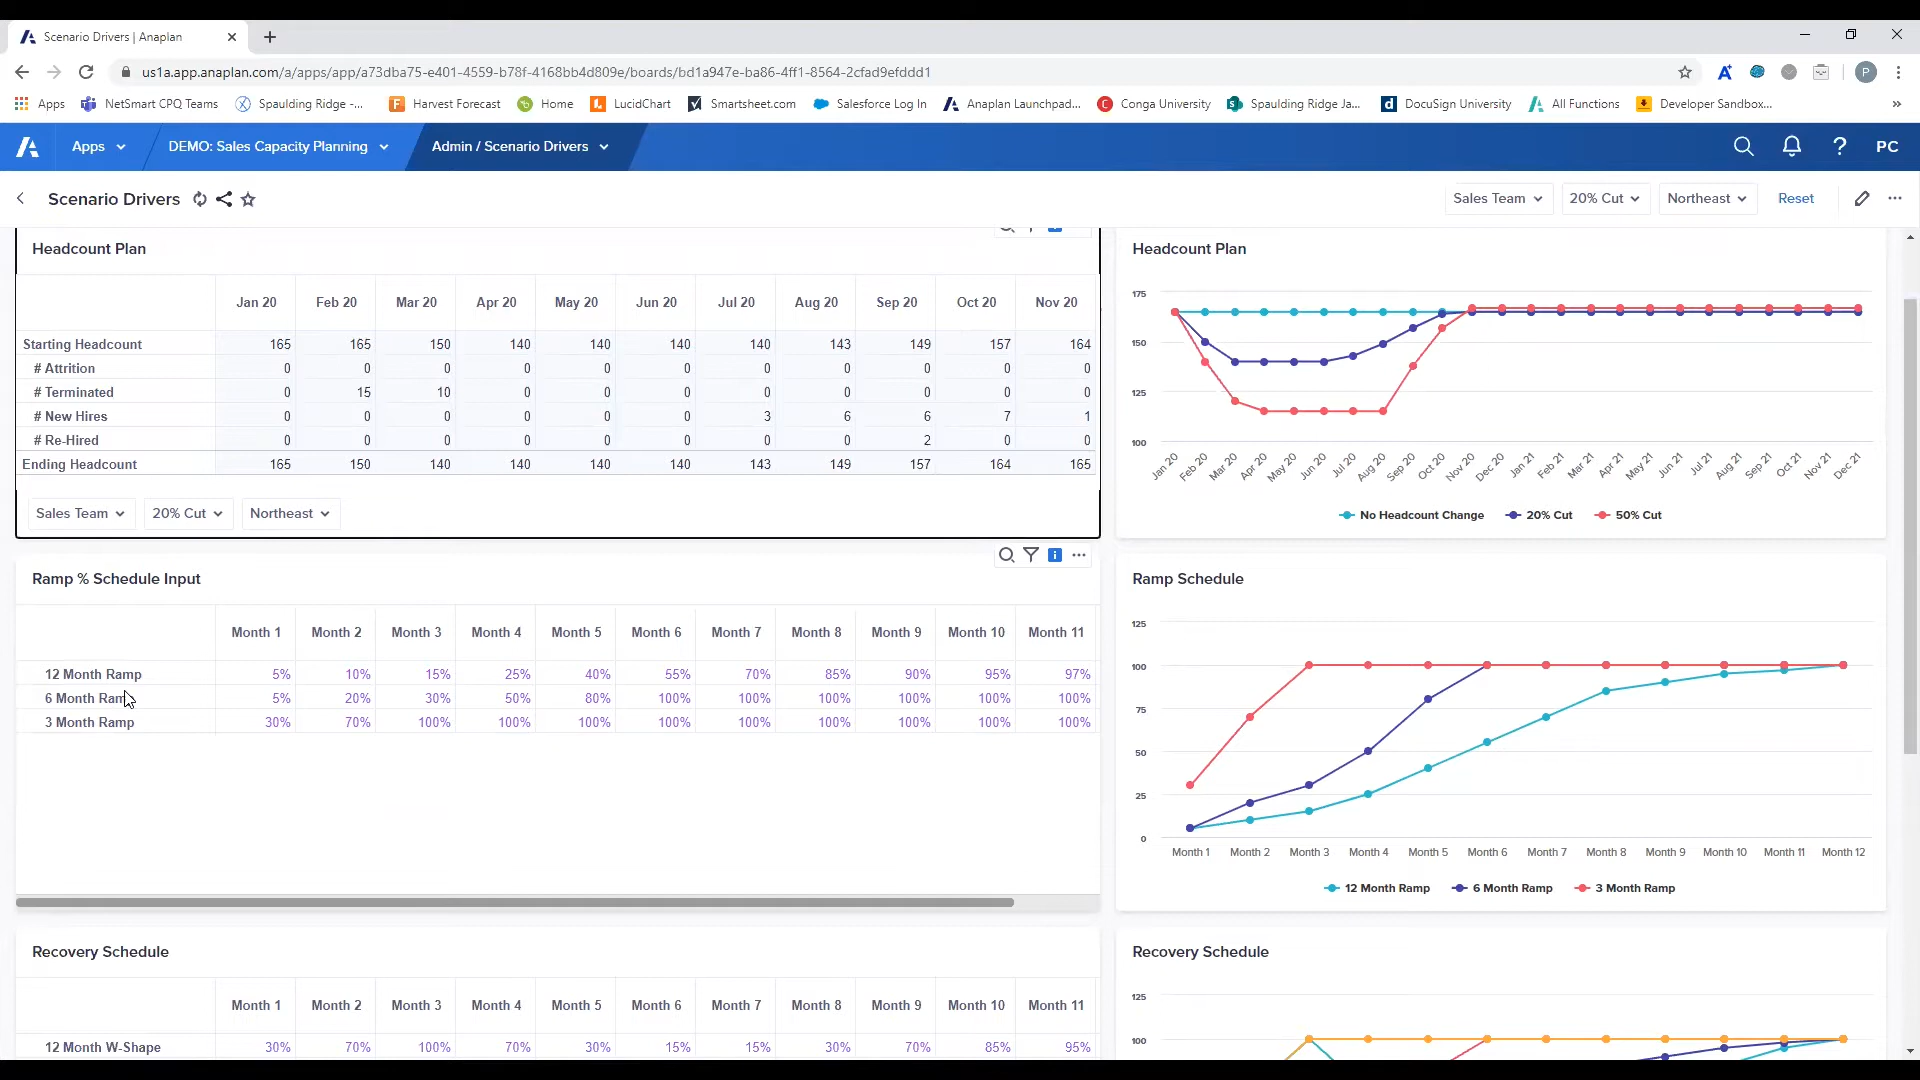 Scenario Drivers | Anaplan
us1a.app.anaplan.com/a/apps/app/a73dba75-e401-4559-b78f-4168bb4d809e/boards/bd1a947e-ba86-4ff1-8564-2cfad9efddd1
P
Apps NetSmart CPQ Teams Spaulding Ridge -... Harvest Forecast Home LucidChart Smartsheet.com Salesforce Log In Anaplan Launchpad... Conga University Spaulding Ridge Ja... DocuSign University All Functions Developer Sandbox... »
Apps DEMO: Sales Capacity Planning Admin / Scenario Drivers ? PC
Scenario Drivers Sales Team 20% Cut Northeast Reset
Headcount Plan
Jan 20 Feb 20 Mar 20 Apr 20 May 20 Jun 20 Jul 20 Aug 20 Sep 20 Oct 20 Nov 20
Starting Headcount 165 165 150 140 140 140 140 143 149 157 164
# Attrition 0 0 0 0 0 0 0 0 0 0 0
# Terminated 0 15 10 0 0 0 0 0 0 0 0
# New Hires 0 0 0 0 0 0 3 6 6 7 1
# Re-Hired 0 0 0 0 0 0 0 0 2 0 0
Ending Headcount 165 150 140 140 140 140 143 149 157 164 165
Sales Team 20% Cut Northeast
Headcount Plan
175
150
125
100
Jan 20 Feb 20 Mar 20 Apr 20 May 20 Jun 20 Jul 20 Aug 20 Sep 20 Oct 20 Nov 20 Dec 20 Jan 21 Feb 21 Mar 21 Apr 21 May 21 Jun 21 Jul 21 Aug 21 Sep 21 Oct 21 Nov 21 Dec 21
No Headcount Change 20% Cut 50% Cut
Ramp % Schedule Input
Month 1 Month 2 Month 3 Month 4 Month 5 Month 6 Month 7 Month 8 Month 9 Month 10 Month 11
12 Month Ramp 5% 10% 15% 25% 40% 55% 70% 85% 90% 95% 97%
6 Month Ramp 5% 20% 30% 50% 80% 100% 100% 100% 100% 100% 100%
3 Month Ramp 30% 70% 100% 100% 100% 100% 100% 100% 100% 100% 100%
Ramp Schedule
125
100
75
50
25
0
Month 1 Month 2 Month 3 Month 4 Month 5 Month 6 Month 7 Month 8 Month 9 Month 10 Month 11 Month 12
12 Month Ramp 6 Month Ramp 3 Month Ramp
Recovery Schedule
Month 1 Month 2 Month 3 Month 4 Month 5 Month 6 Month 7 Month 8 Month 9 Month 10 Month 11
12 Month W-Shape 30% 70% 100% 70% 30% 15% 15% 30% 70% 85% 95%
Recovery Schedule
125
100